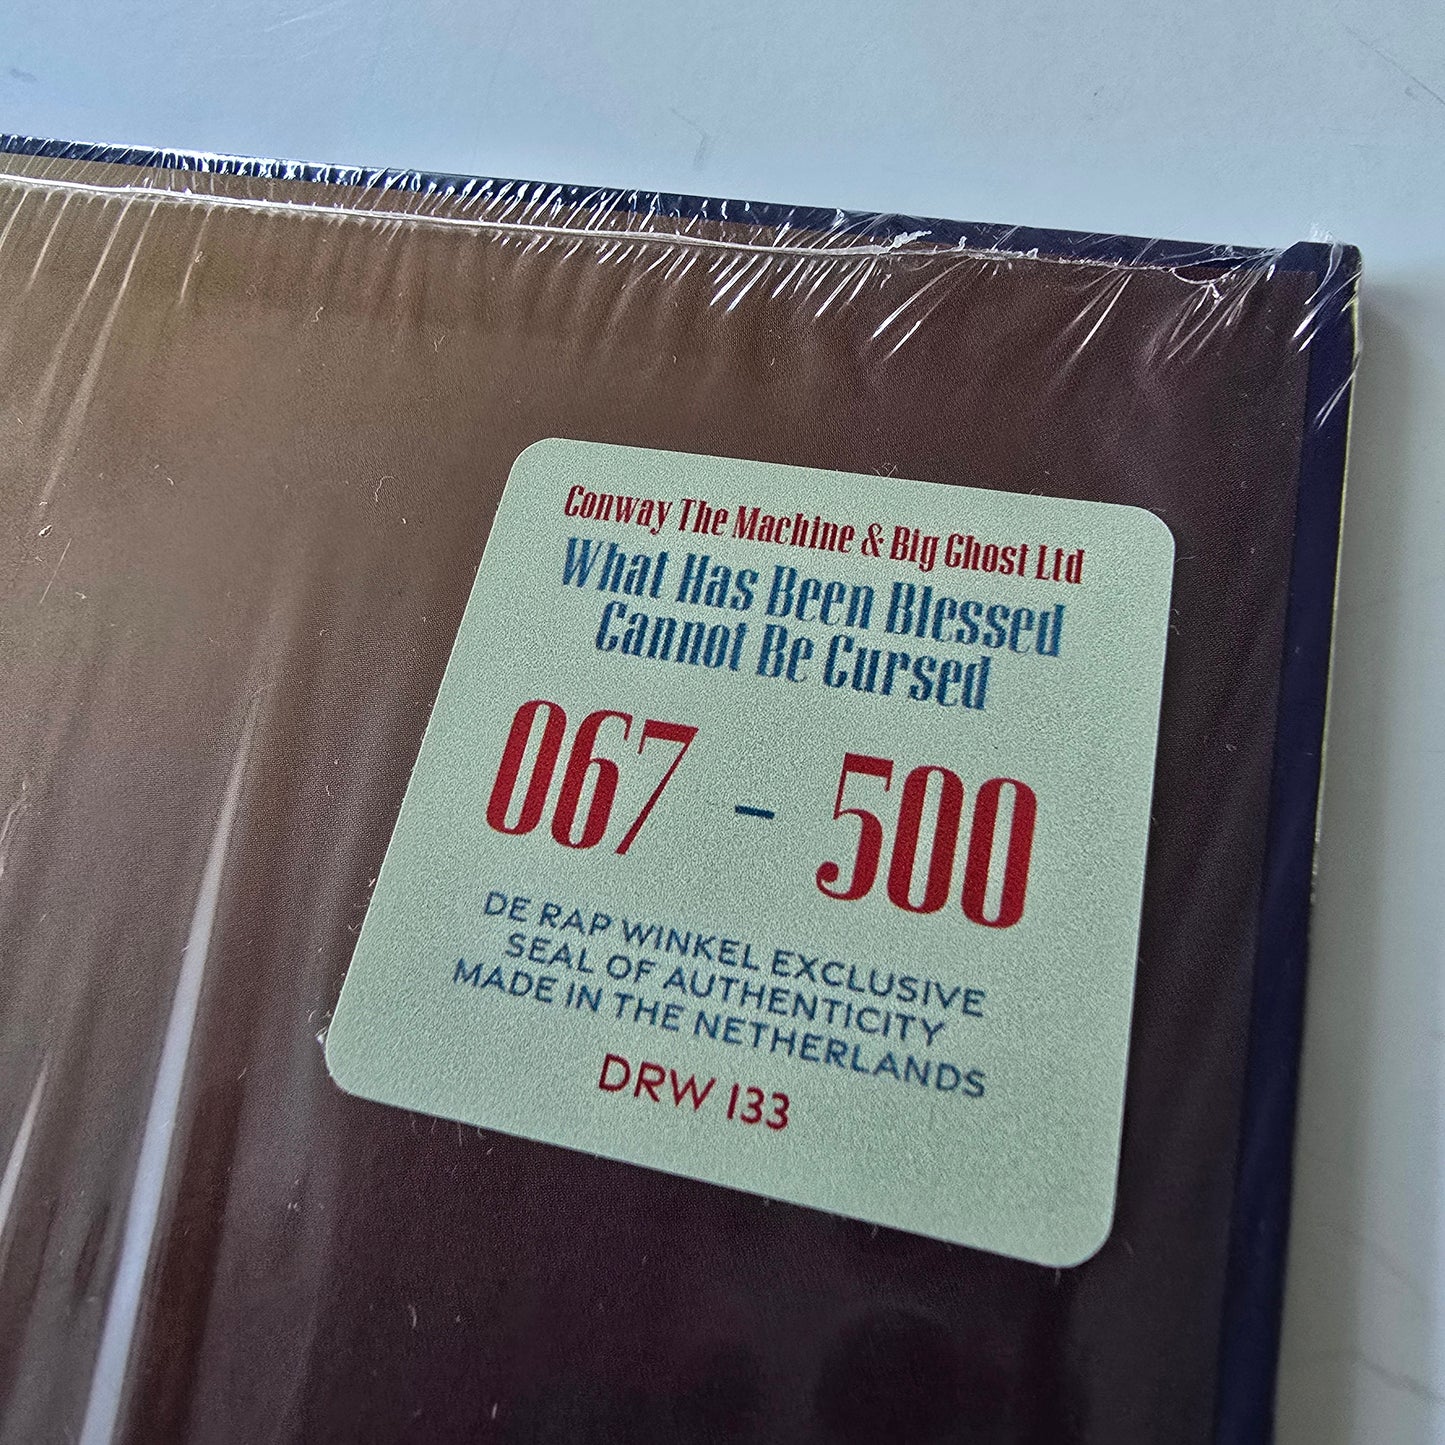 Conway The Machine & Big Ghost Ltd
What Has Been Blessed
Cannot Be Cursed
067 - 500
DE RAP WINKEL EXCLUSIVE
SEAL OF AUTHENTICITY
MADE IN THE NETHERLANDS
DRW 133